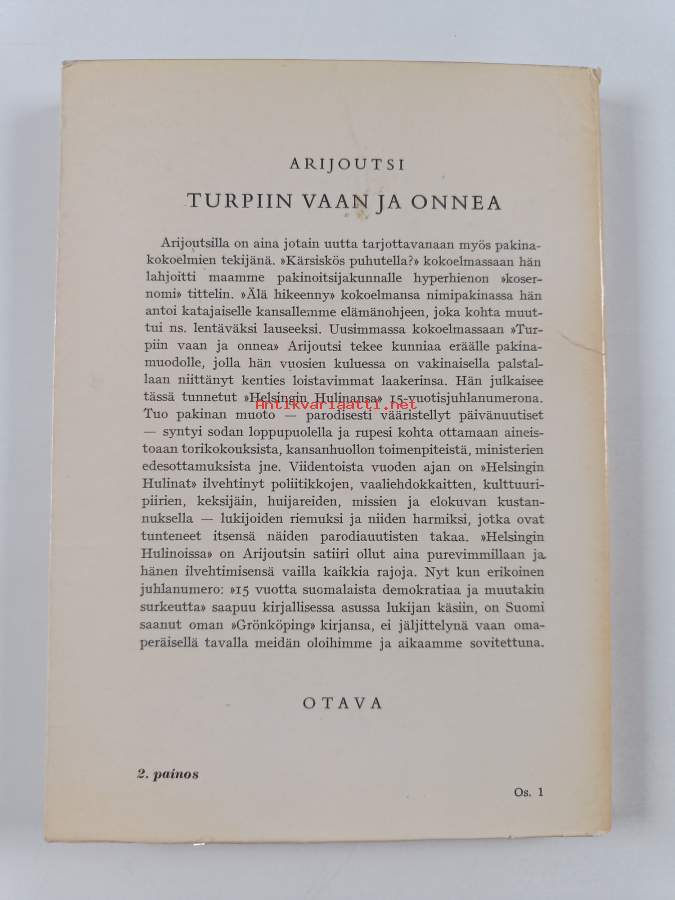 ARIJOUTSI
TURPIIN VAAN JA ONNEA
Arijoutsilla on aina jotain uutta tarjottavanaan myös pakina-
kokoelmien tekijänä. »Kärsiskös puhutella?» kokoelmassaan hän
lahjoitti maamme pakinoitsijakunnalle hyperhienon »koser-
nomi» tittelin. »Älä hikeenny» kokoelmansa nimipakinassa hän
antoi katajaiselle kansallemme elämänohjeen, joka kohta muut-
tui ns. lentäväksi lauseeksi. Uusimmassa kokoelmassaan »Tur-
piin vaan ja onnea» Arijoutsi tekee kunniaa eräälle pakina-
muodolle, jolla hän vuosien kuluessa on vakinaisella palstal-
laan niittänyt kenties loistavimmat laakerinsa. Hän julkaisee
tässä tunnetut »Helsingin Hulinansa» 15-vuotisjuhlanumerona.
Antikvariaatti.net
Tuo pakinan muoto — parodisesti vääristellyt päivänuutiset
— syntyi sodan loppupuolella ja rupesi kohta ottamaan aineis-
toaan torikokouksista, kansanhuollon toimenpiteistä, ministerien
edesottamuksista jne. Viidentoista vuoden ajan on »Helsingin
Hulinat» ilvehtinyt poliitikkojen, vaaliehdokkaitten, kulttuuri-
piirien, keksijäin, huijareiden, missien ja elokuvan kustan-
nuksella — lukijoiden riemuksi ja niiden harmiksi, jotka ovat
tunteneet itsensä näiden parodiauutisten takaa. »Helsingin
Hulinoissa» on Arijoutsin satiiri ollut aina purevimmillaan ja
hänen ilvehtimisensä vailla kaikkia rajoja. Nyt kun erikoinen
juhlanumero: »15 vuotta suomalaista demokratiaa ja muutakin
surkeutta» saapuu kirjallisessa asussa lukijan käsiin, on Suomi
saanut oman »Grönköping» kirjansa, ei jäljittelynä vaan oma-
peräisellä tavalla meidän oloihimme ja aikaamme sovitettuna.
OTAVA
2. painos
Os. 1